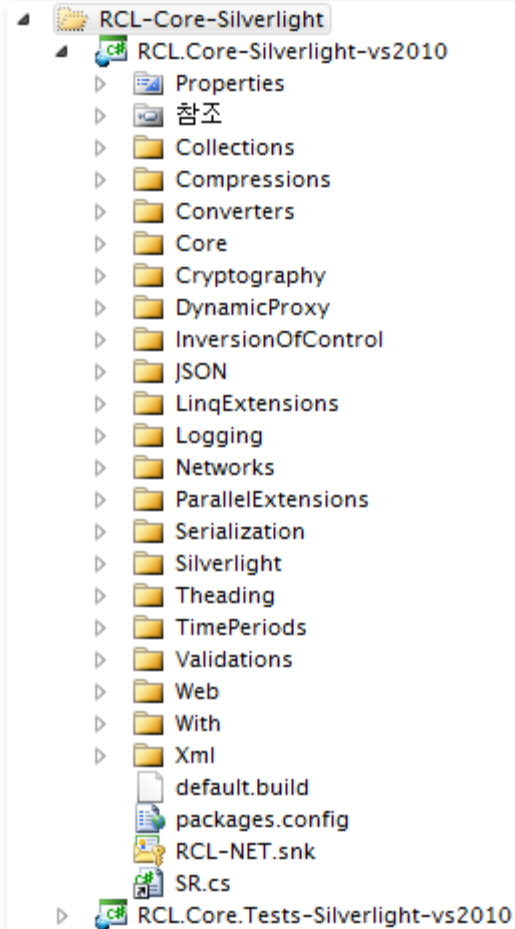 RCL-Core-Silverlight
RCL.Core-Silverlight-vs2010
Properties
참조
Collections
Compressions
Converters
Core
Cryptography
DynamicProxy
InversionOfControl
JSON
LinqExtensions
Logging
Networks
ParallelExtensions
Serialization
Silverlight
Theading
TimePeriods
Validations
Web
With
Xml
default.build
packages.config
RCL-NET.snk
SR.cs
RCL.Core.Tests-Silverlight-vs2010